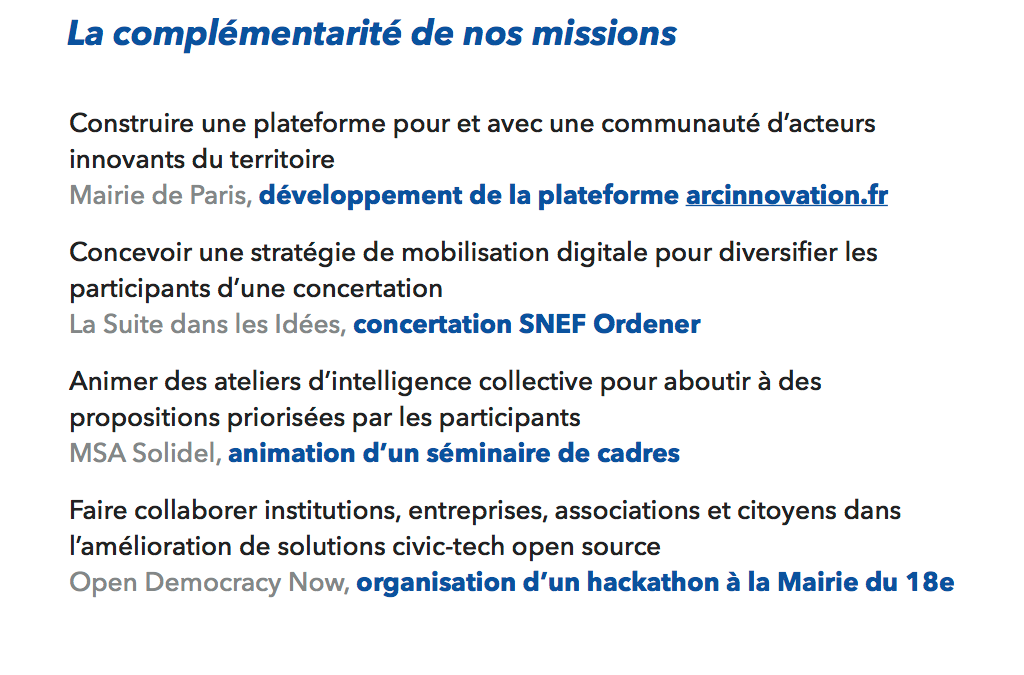 La complémentarité de nos missions
Construire une plateforme pour et avec une communauté d’acteurs
innovants du territoire
Mairie de Paris, développement de la plateforme arcinnovation.fr
Concevoir une stratégie de mobilisation digitale pour diversifier les
participants d’une concertation
La Suite dans les Idées, concertation SNEF Ordener
Animer des ateliers d’intelligence collective pour aboutir à des
propositions priorisées par les participants
MSA Solidel, animation d’un séminaire de cadres
Faire collaborer institutions, entreprises, associations et citoyens dans
l’amélioration de solutions civic-tech open source
Open Democracy Now, organisation d’un hackathon à la Mairie du 18e